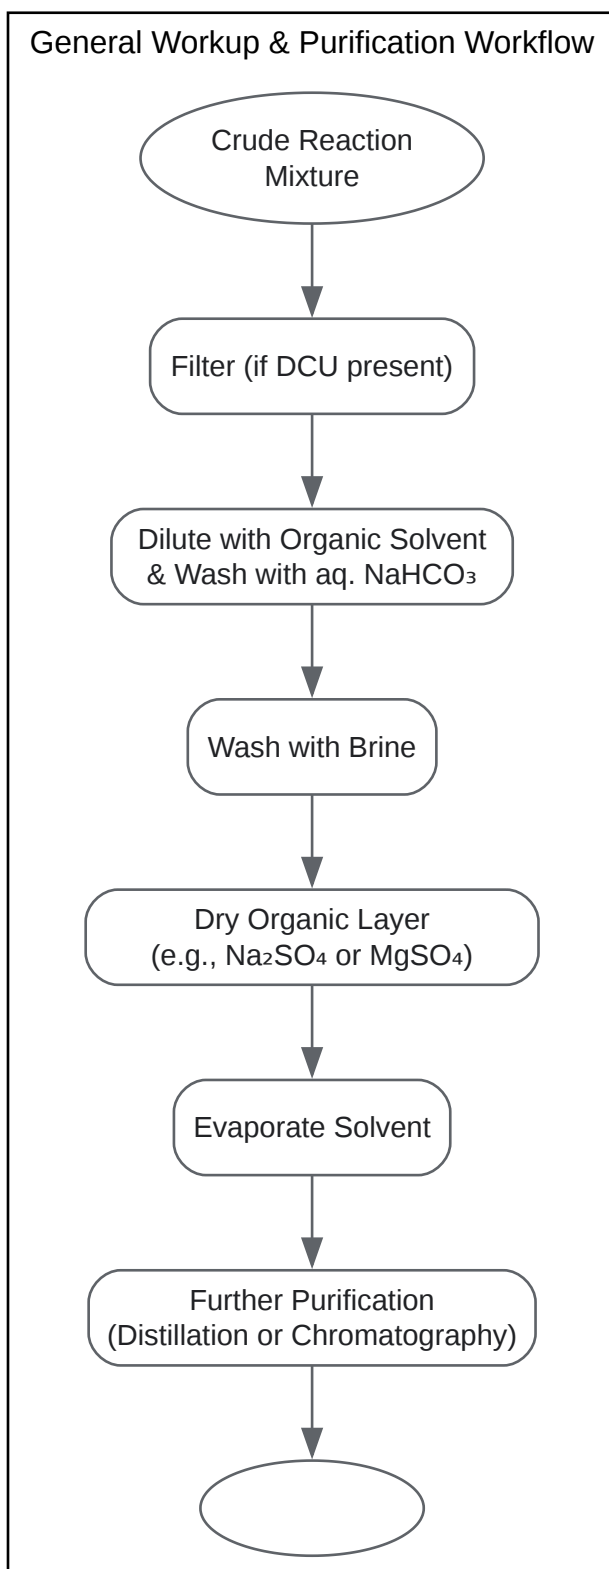 General Workup & Purification Workflow
Crude Reaction
Mixture
Filter (if DCU present)
Dilute with Organic Solvent
& Wash with aq. NaHCO₃
Wash with Brine
Dry Organic Layer
(e.g., Na₂SO₄ or MgSO₄)
Evaporate Solvent
Further Purification
(Distillation or Chromatography)